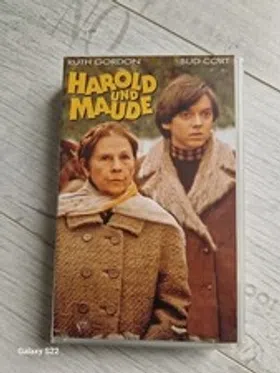 RUTH GORDON
BUD CORT
HAROLD
UND
MAUDE
Galaxy S22